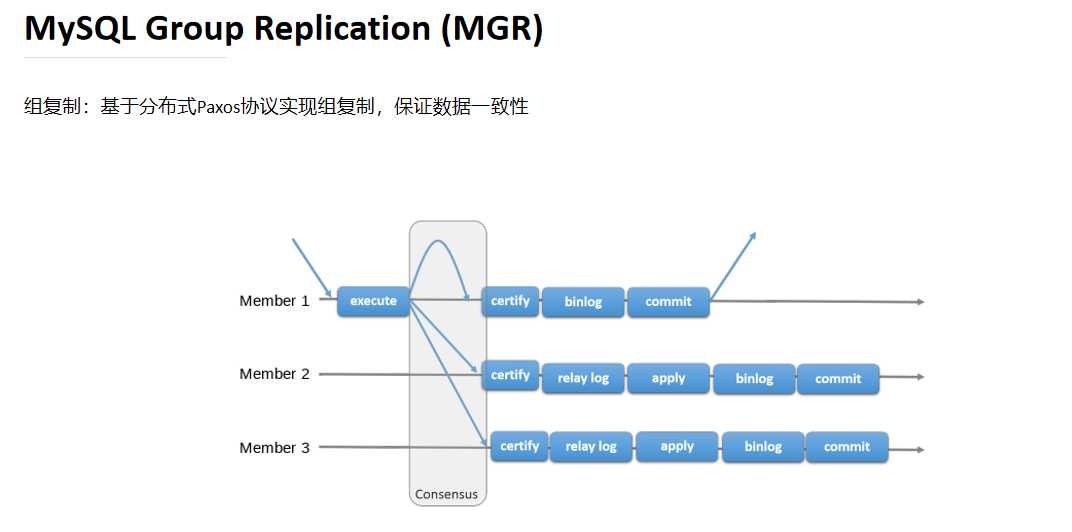 MySQL Group Replication (MGR)
组复制：基于分布式Paxos协议实现组复制，保证数据一致性
Member 1 execute certify binlog commit
Member 2 certify relay log apply binlog commit
Member 3 certify relay log apply binlog commit
Consensus